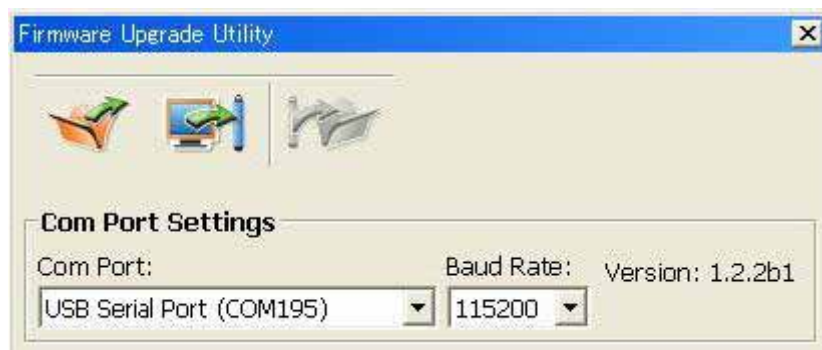 Firmware Upgrade Utility
Com Port Settings
Com Port:
Baud Rate:
Version: 1.2.2b1
USB Serial Port (COM195)
115200